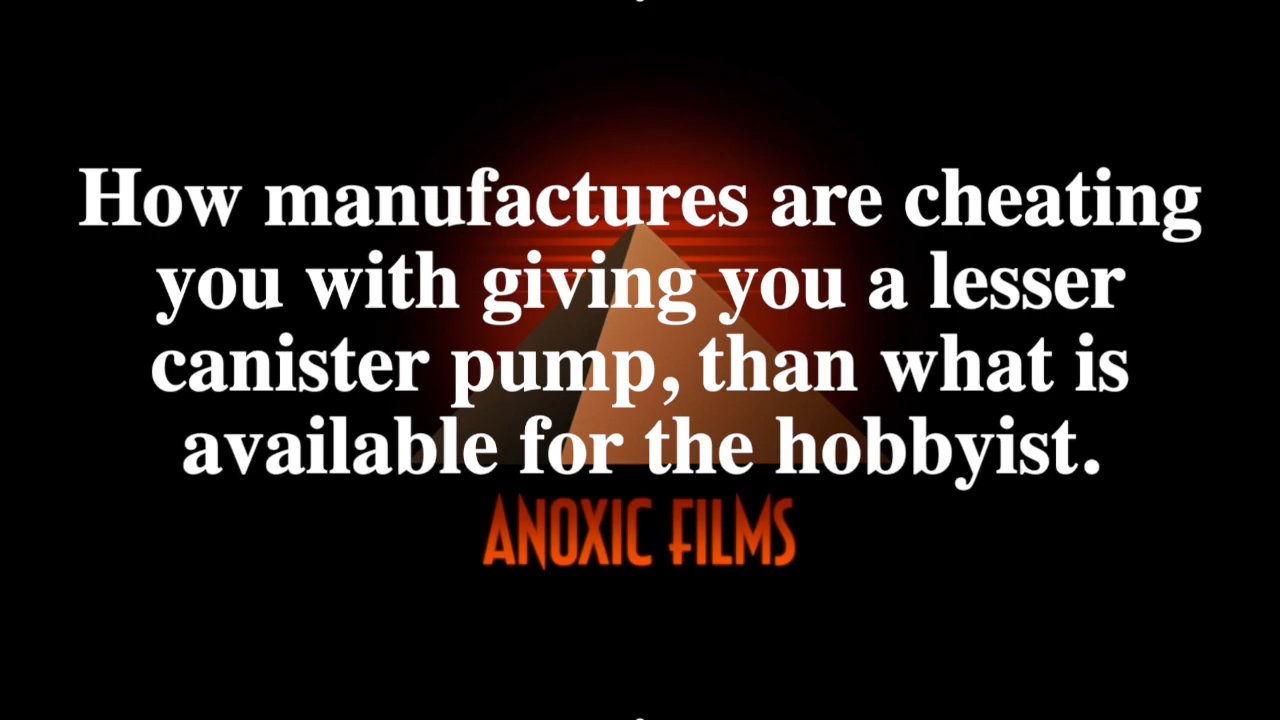 How manufactures are cheating
you with giving you a lesser
canister pump, than what is
available for the hobbyist.
ANOXIC FILMS